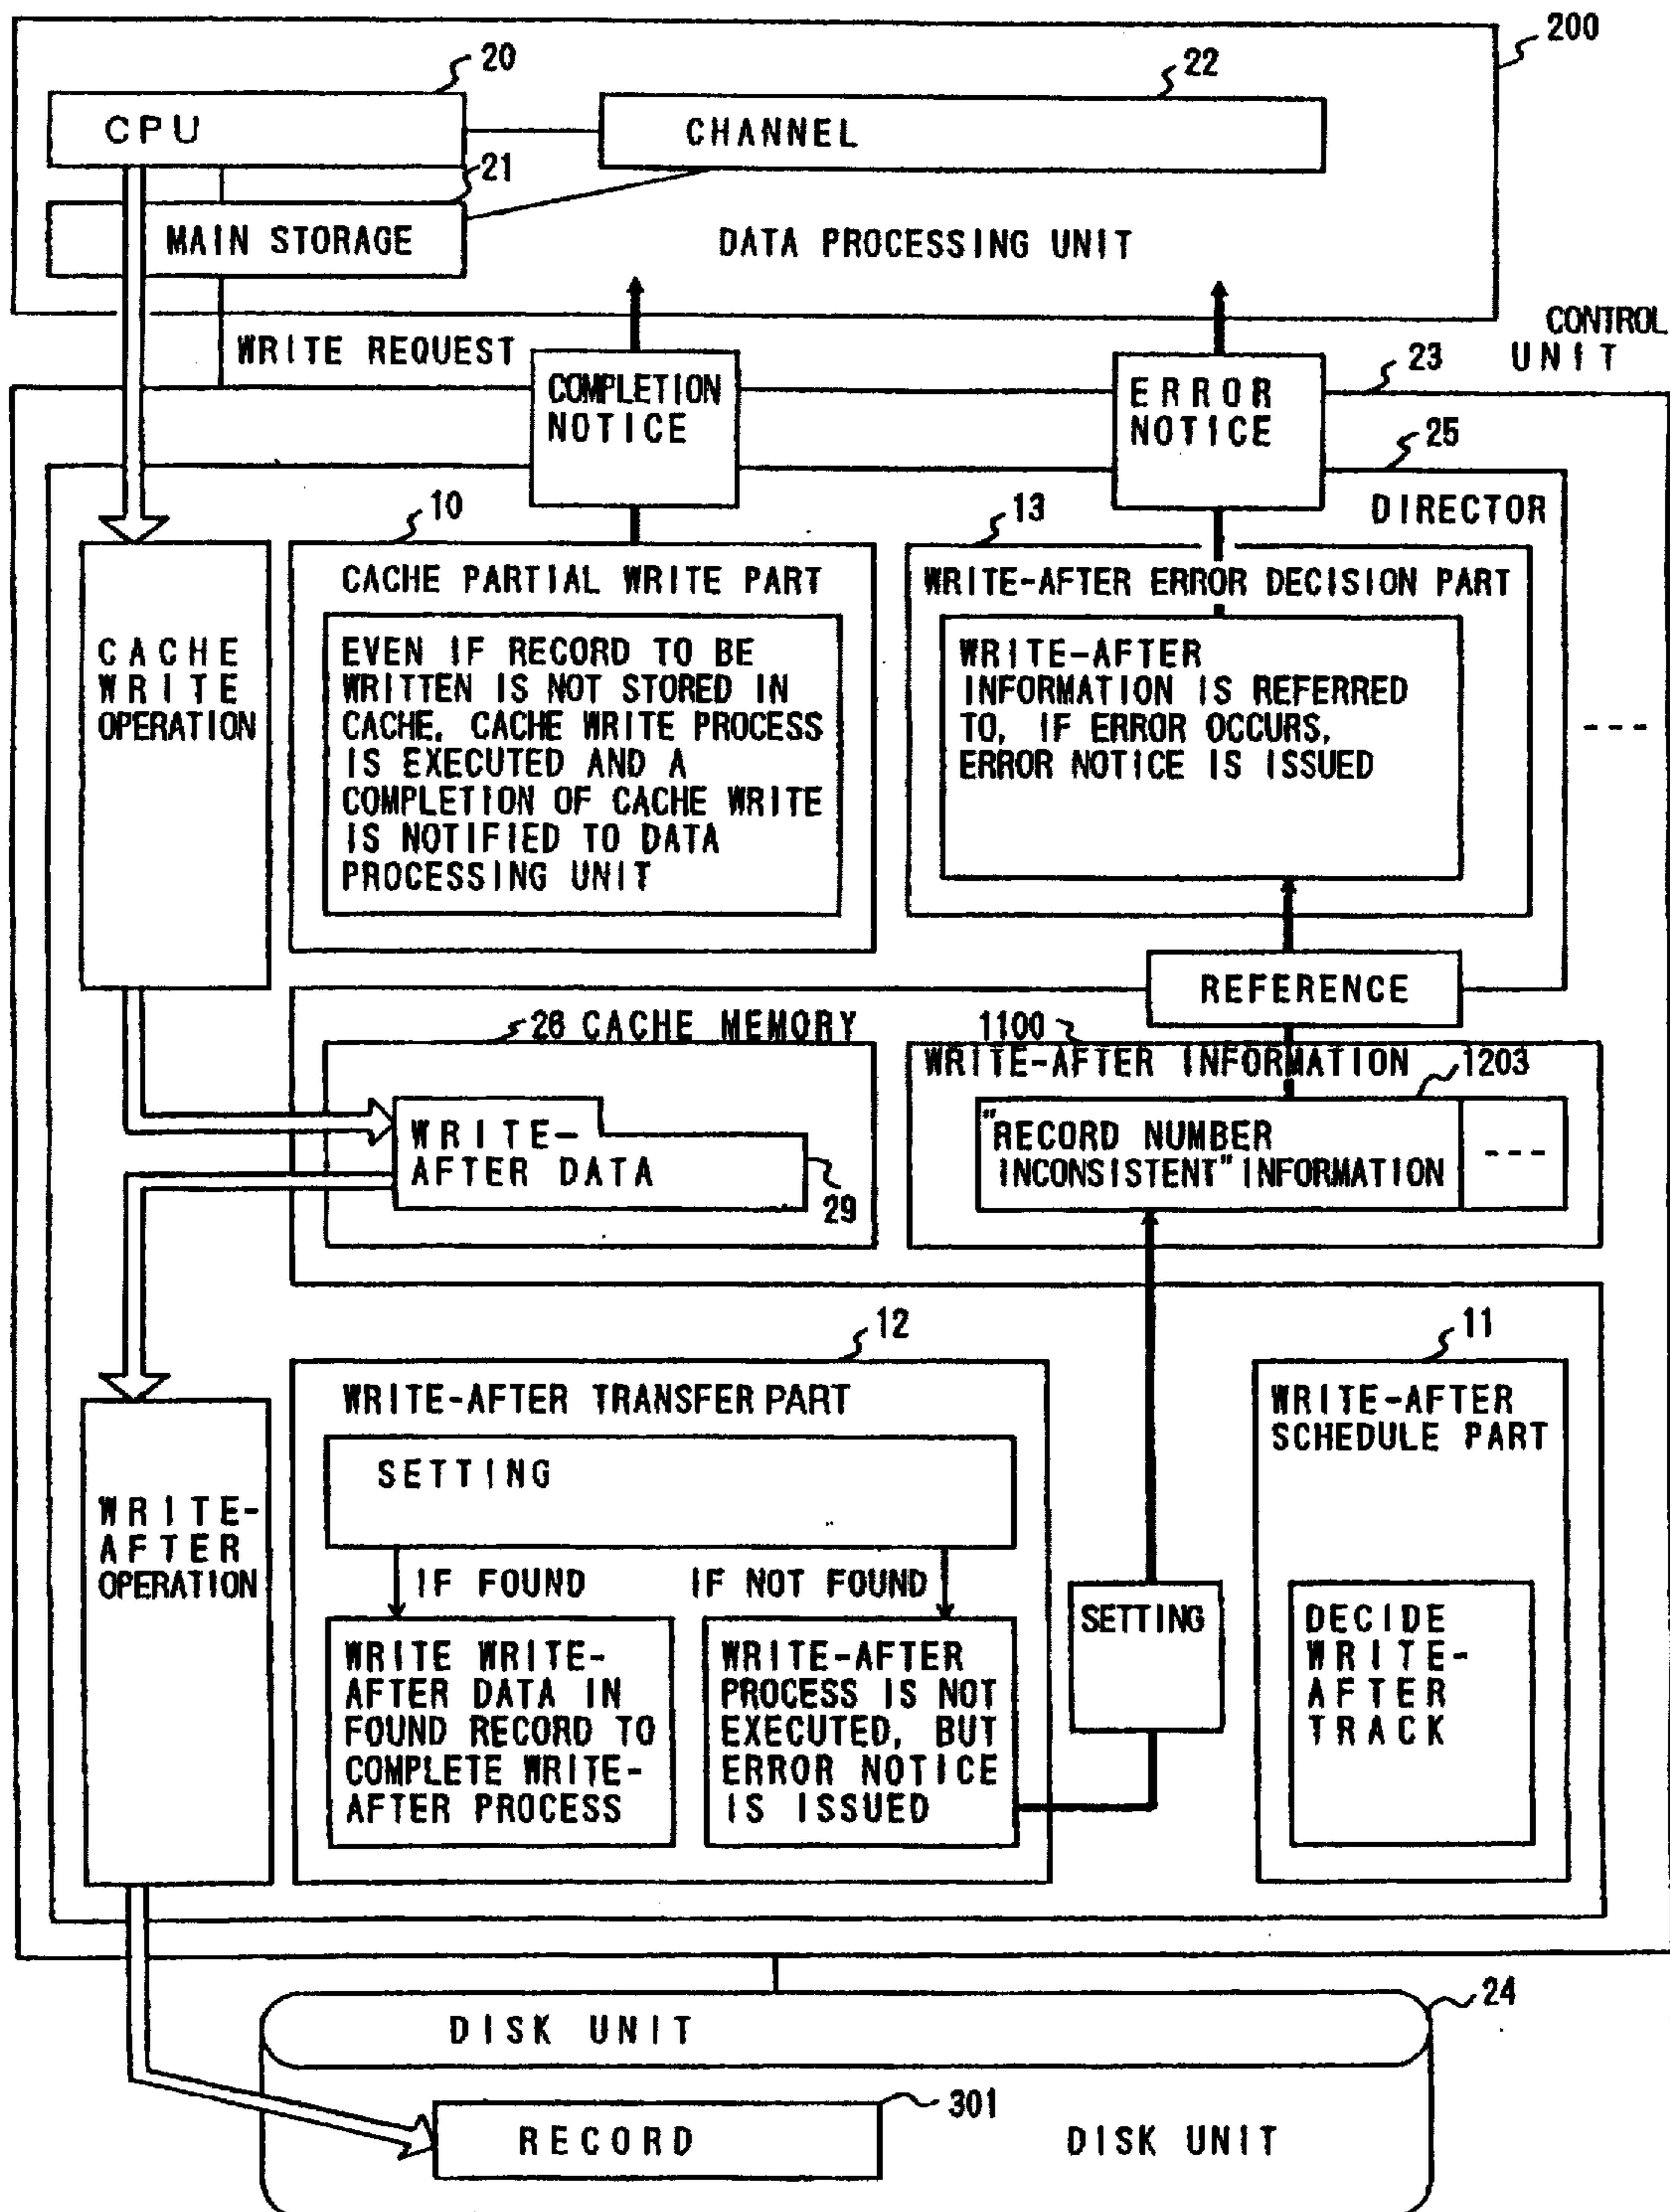 200
20
22
CPU
CHANNEL
21
MAIN STORAGE
DATA PROCESSING UNIT
CONTROL
UNIT
WRITE REQUEST
23
COMPLETION
NOTICE
ERROR
NOTICE
25
DIRECTOR
10
13
CACHE PARTIAL WRITE PART
WRITE-AFTER ERROR DECISION PART
CACHE
WRITE
OPERATION
EVEN IF RECORD TO BE
WRITTEN IS NOT STORED IN
CACHE. CACHE WRITE PROCESS
IS EXECUTED AND A
COMPLETION OF CACHE WRITE
IS NOTIFIED TO DATA
PROCESSING UNIT
WRITE-AFTER
INFORMATION IS REFERRED
TO, IF ERROR OCCURS,
ERROR NOTICE IS ISSUED
---
REFERENCE
26 CACHE MEMORY
1100
WRITE-AFTER INFORMATION
1203
WRITE-
AFTER DATA
29
"RECORD NUMBER
INCONSISTENT" INFORMATION
---
12
11
WRITE-AFTER TRANSFER PART
WRITE-AFTER
SCHEDULE PART
SETTING
WRITE-
AFTER
OPERATION
IF FOUND
IF NOT FOUND
WRITE WRITE-
AFTER DATA IN
FOUND RECORD TO
COMPLETE WRITE-
AFTER PROCESS
WRITE-AFTER
PROCESS IS NOT
EXECUTED, BUT
ERROR NOTICE
IS ISSUED
SETTING
DECIDE
WRITE-
AFTER
TRACK
24
DISK UNIT
301
RECORD
DISK UNIT